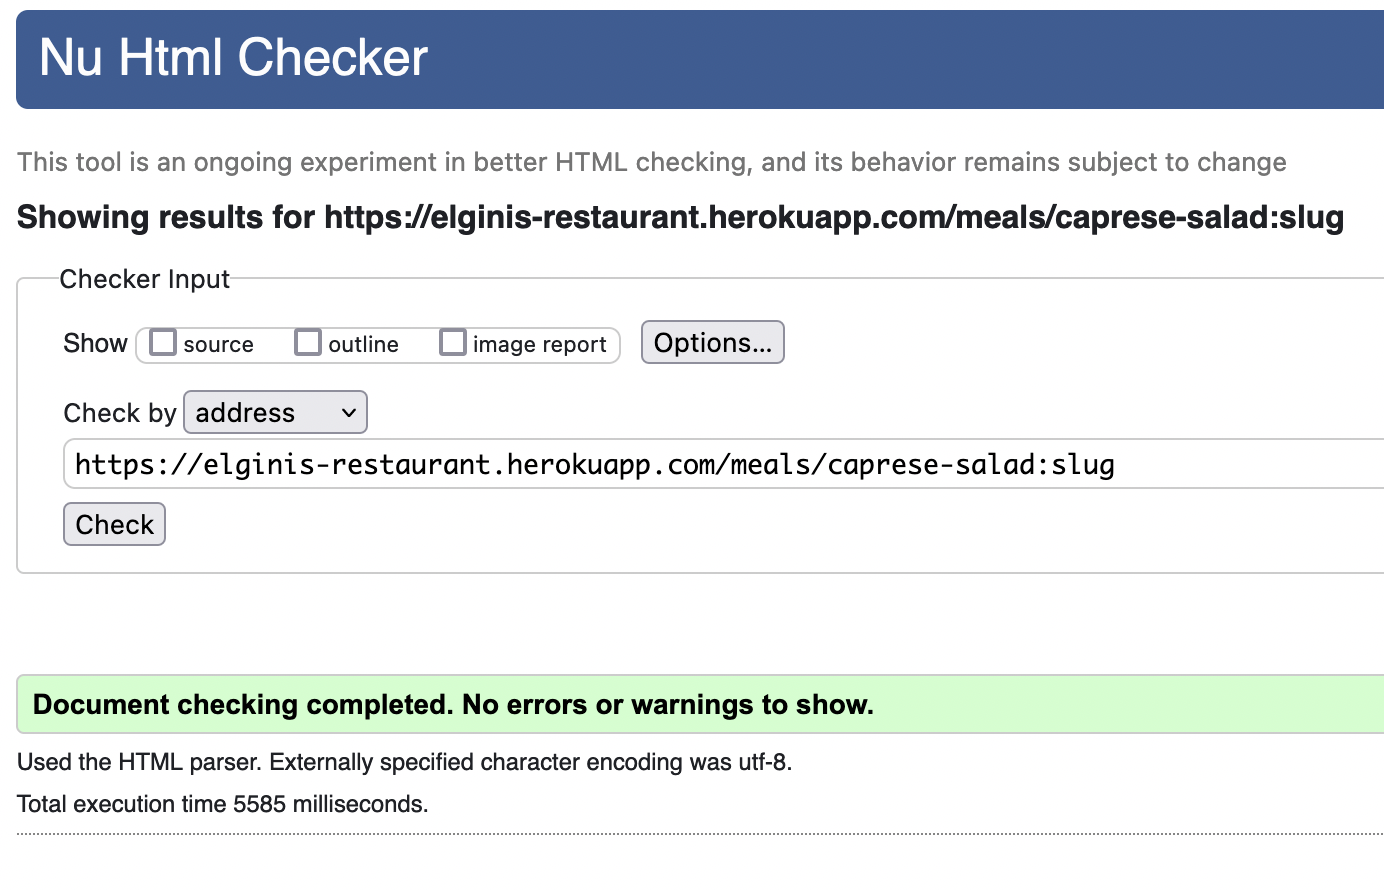 Nu Html Checker
This tool is an ongoing experiment in better HTML checking, and its behavior remains subject to change
Showing results for https://elginis-restaurant.herokuapp.com/meals/caprese-salad:slug
Checker Input
Show source outline image report Options...
Check by address
https://elginis-restaurant.herokuapp.com/meals/caprese-salad:slug
Check
Document checking completed. No errors or warnings to show.
Used the HTML parser. Externally specified character encoding was utf-8.
Total execution time 5585 milliseconds.